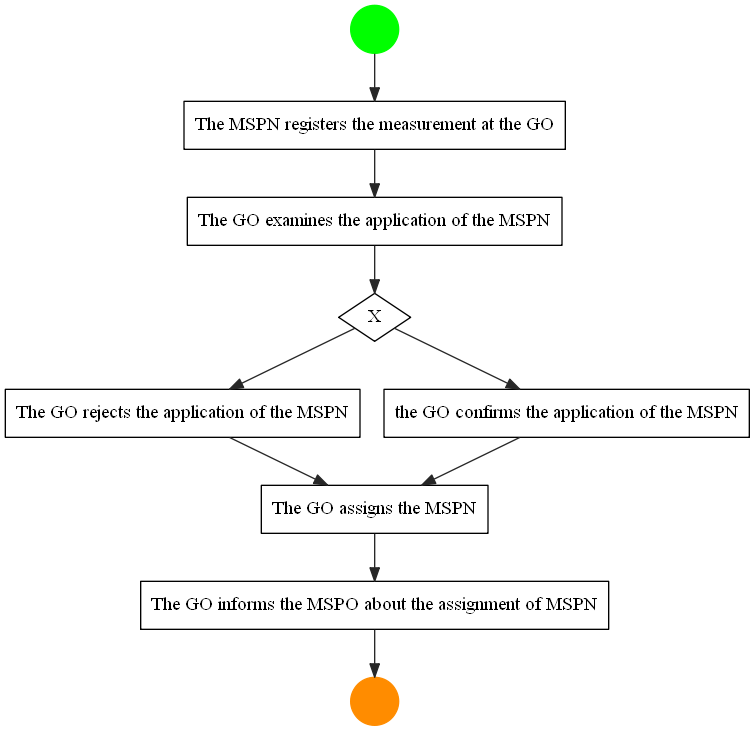 The MSPN registers the measurement at the GO
The GO examines the application of the MSPN
X
The GO rejects the application of the MSPN
the GO confirms the application of the MSPN
The GO assigns the MSPN
The GO informs the MSPO about the assignment of MSPN